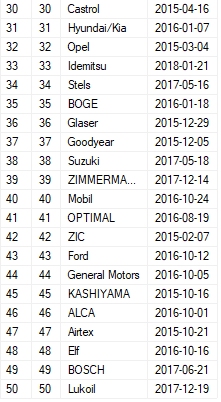 30 30 Castrol 2015-04-16
31 31 Hyundai/Kia 2016-01-07
32 32 Opel 2015-03-04
33 33 Idemitsu 2018-01-21
34 34 Stels 2017-05-16
35 35 BOGE 2016-01-18
36 36 Glaser 2015-12-29
37 37 Goodyear 2015-12-05
38 38 Suzuki 2017-05-18
39 39 ZIMMERMA... 2017-12-14
40 40 Mobil 2016-10-24
41 41 OPTIMAL 2016-08-19
42 42 ZIC 2015-02-07
43 43 Ford 2016-10-12
44 44 General Motors 2016-10-05
45 45 KASHIYAMA 2015-10-16
46 46 ALCA 2016-10-01
47 47 Airtex 2015-10-21
48 48 Elf 2016-10-16
49 49 BOSCH 2017-06-21
50 50 Lukoil 2017-12-19